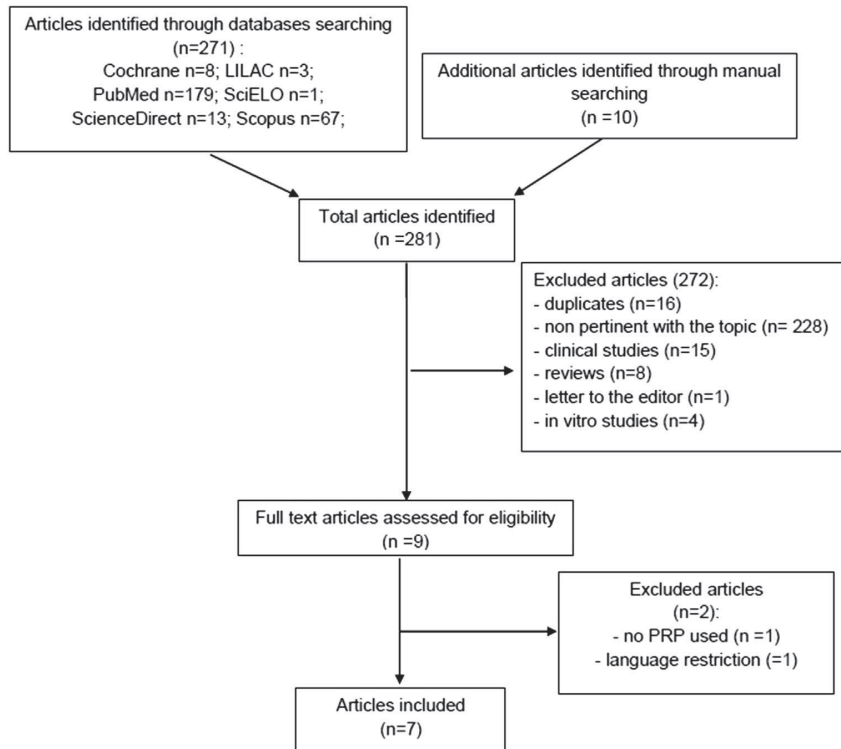 Articles identified through databases searching
(n=271) :
Cochrane n=8; LILAC n=3;
PubMed n=179; SciELO n=1;
ScienceDirect n=13; Scopus n=67;
Additional articles identified through manual
searching
(n =10)
Total articles identified
(n =281)
Excluded articles (272):
- duplicates (n=16)
- non pertinent with the topic (n= 228)
- clinical studies (n=15)
- reviews (n=8)
- letter to the editor (n=1)
- in vitro studies (n=4)
Full text articles assessed for eligibility
(n =9)
Excluded articles
(n=2):
- no PRP used (n =1)
- language restriction (=1)
Articles included
(n=7)